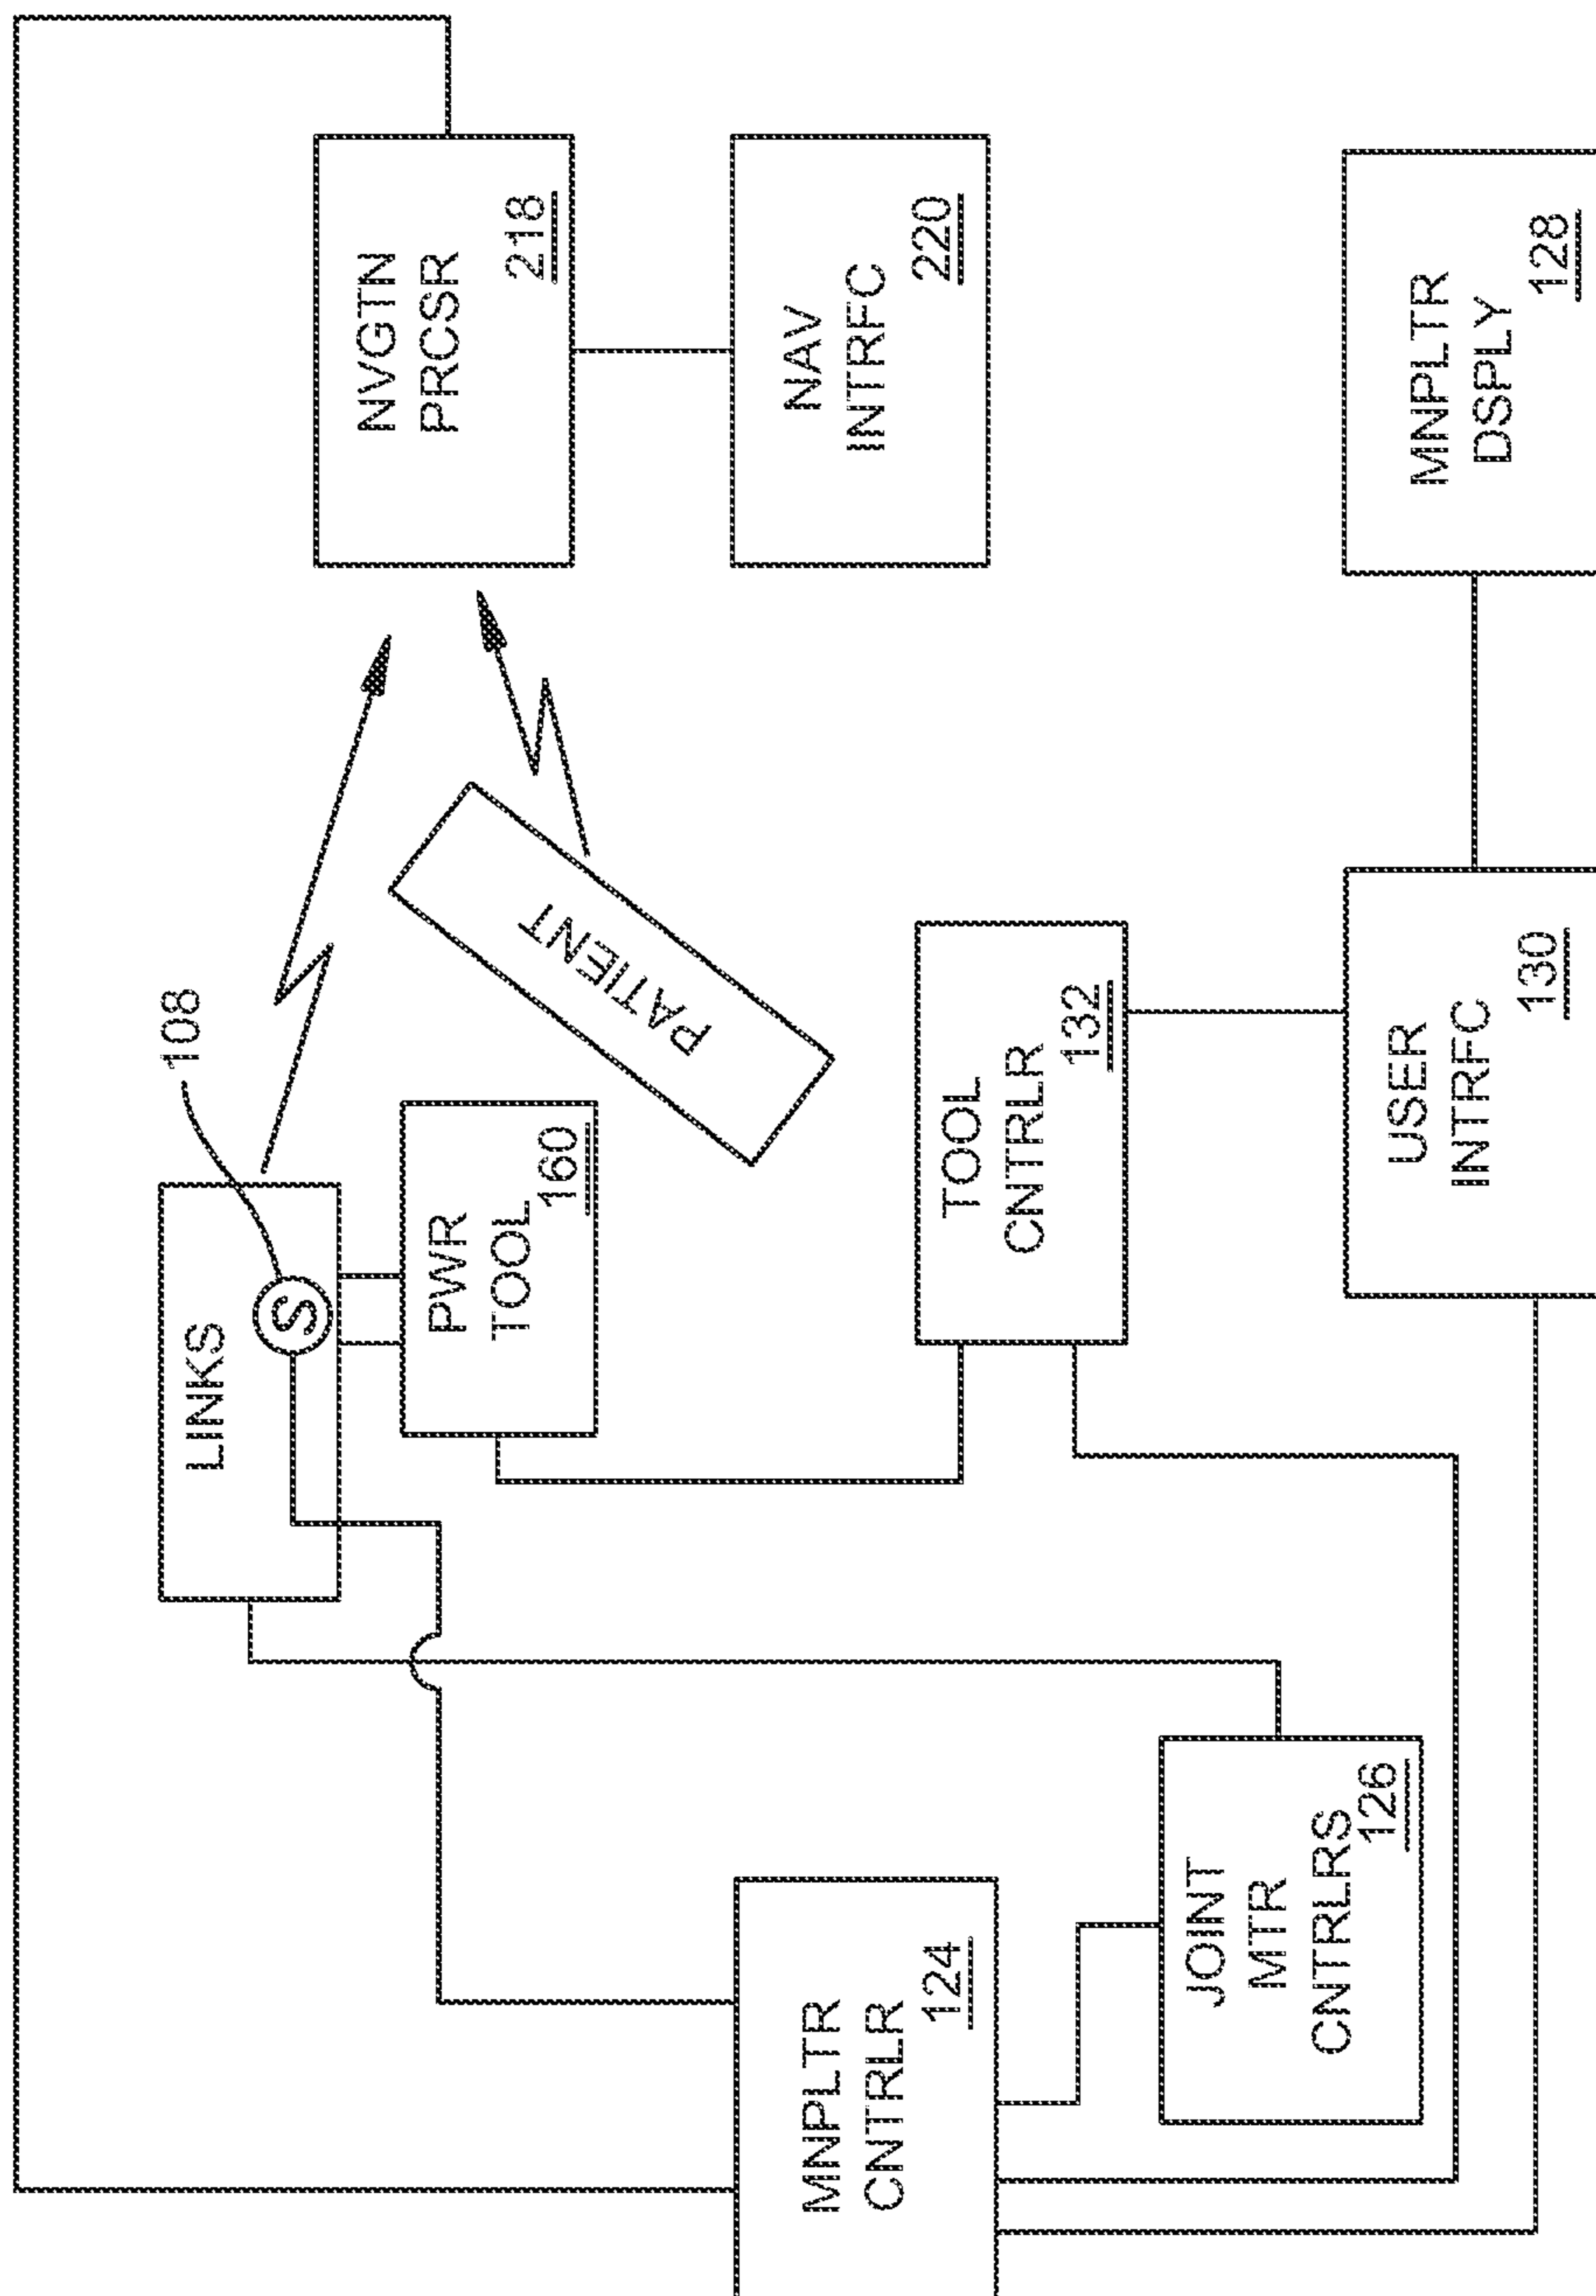 108
LINKS
S
PWR
TOOL
160
PATIENT
NVGTN
PRCSR
218
NAV
INTRFC
220
MNPLTR
CNTRLR
124
TOOL
CNTRLR
132
JOINT
MTR
CNTRLRS
126
USER
INTRFC
130
MNPLTR
DSPLY
128